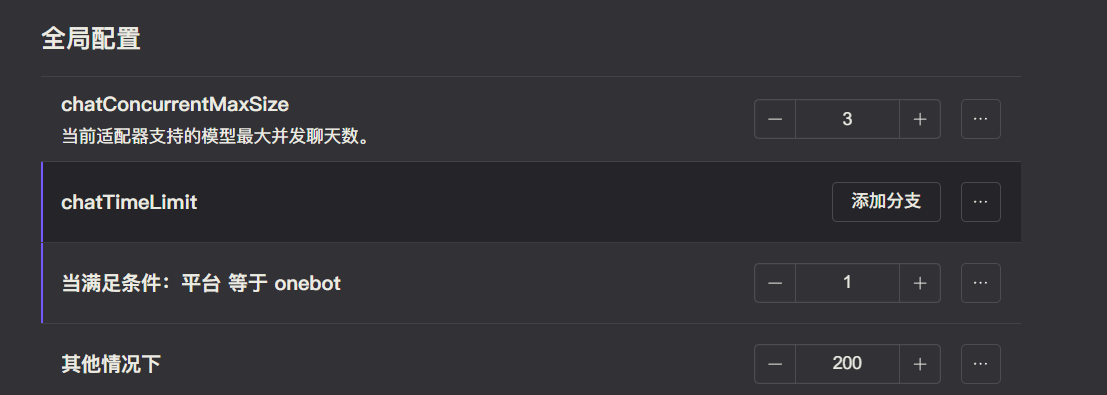 全局配置
chatConcurrentMaxSize
当前适配器支持的模型最大并发聊天数。
— 3 + ···
chatTimeLimit
添加分支 ···
当满足条件：平台 等于 onebot
— 1 + ···
其他情况下
— 200 + ···